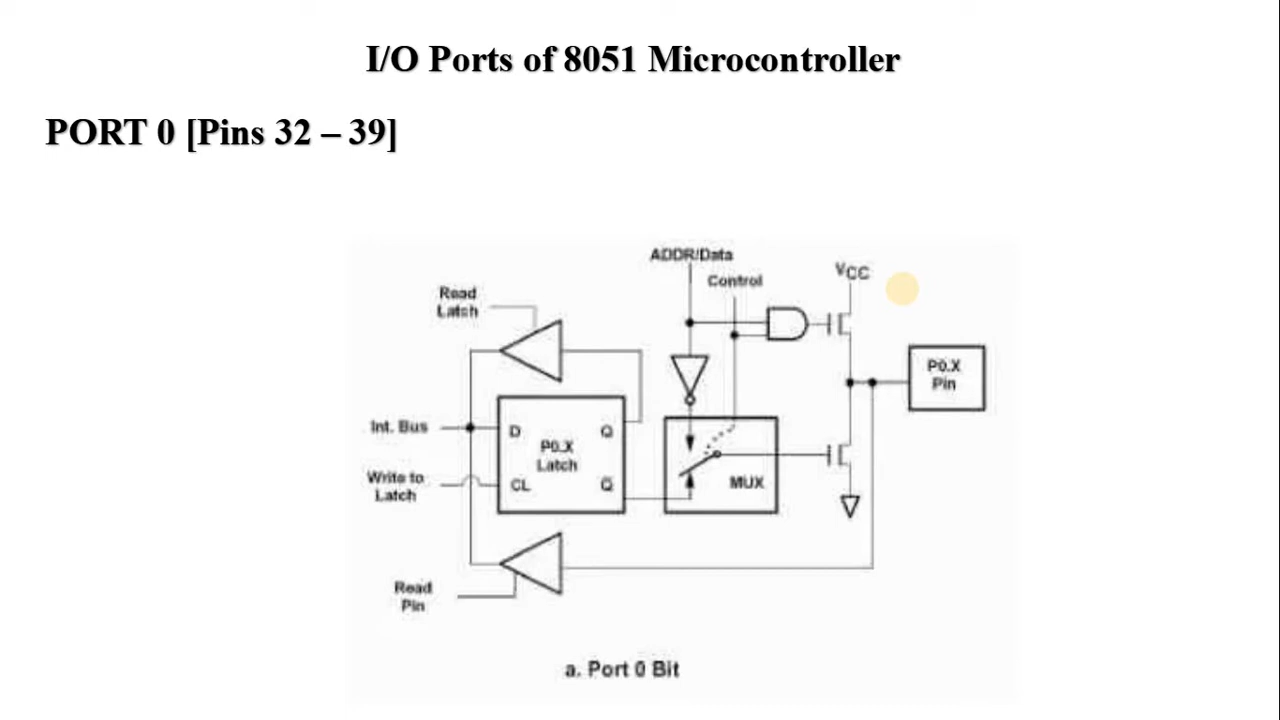 I/O Ports of 8051 Microcontroller
PORT 0 [Pins 32 – 39]
ADDR/Data
Control
VCC
Read
Latch
P0.X
Pin
Int. Bus
D
Q
P0.X
Latch
Write to
Latch
CL
Q̅
MUX
Read
Pin
a. Port 0 Bit